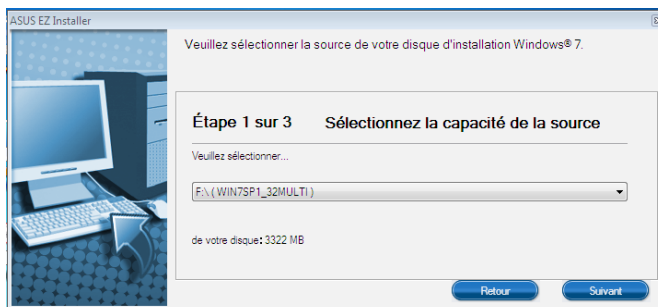 ASUS EZ Installer
Veuillez sélectionner la source de votre disque d'installation Windows® 7.
Étape 1 sur 3 Sélectionnez la capacité de la source
Veuillez sélectionner...
F:\ ( WIN7SP1_32MULTI )
de votre disque: 3322 MB
Retour Suivant